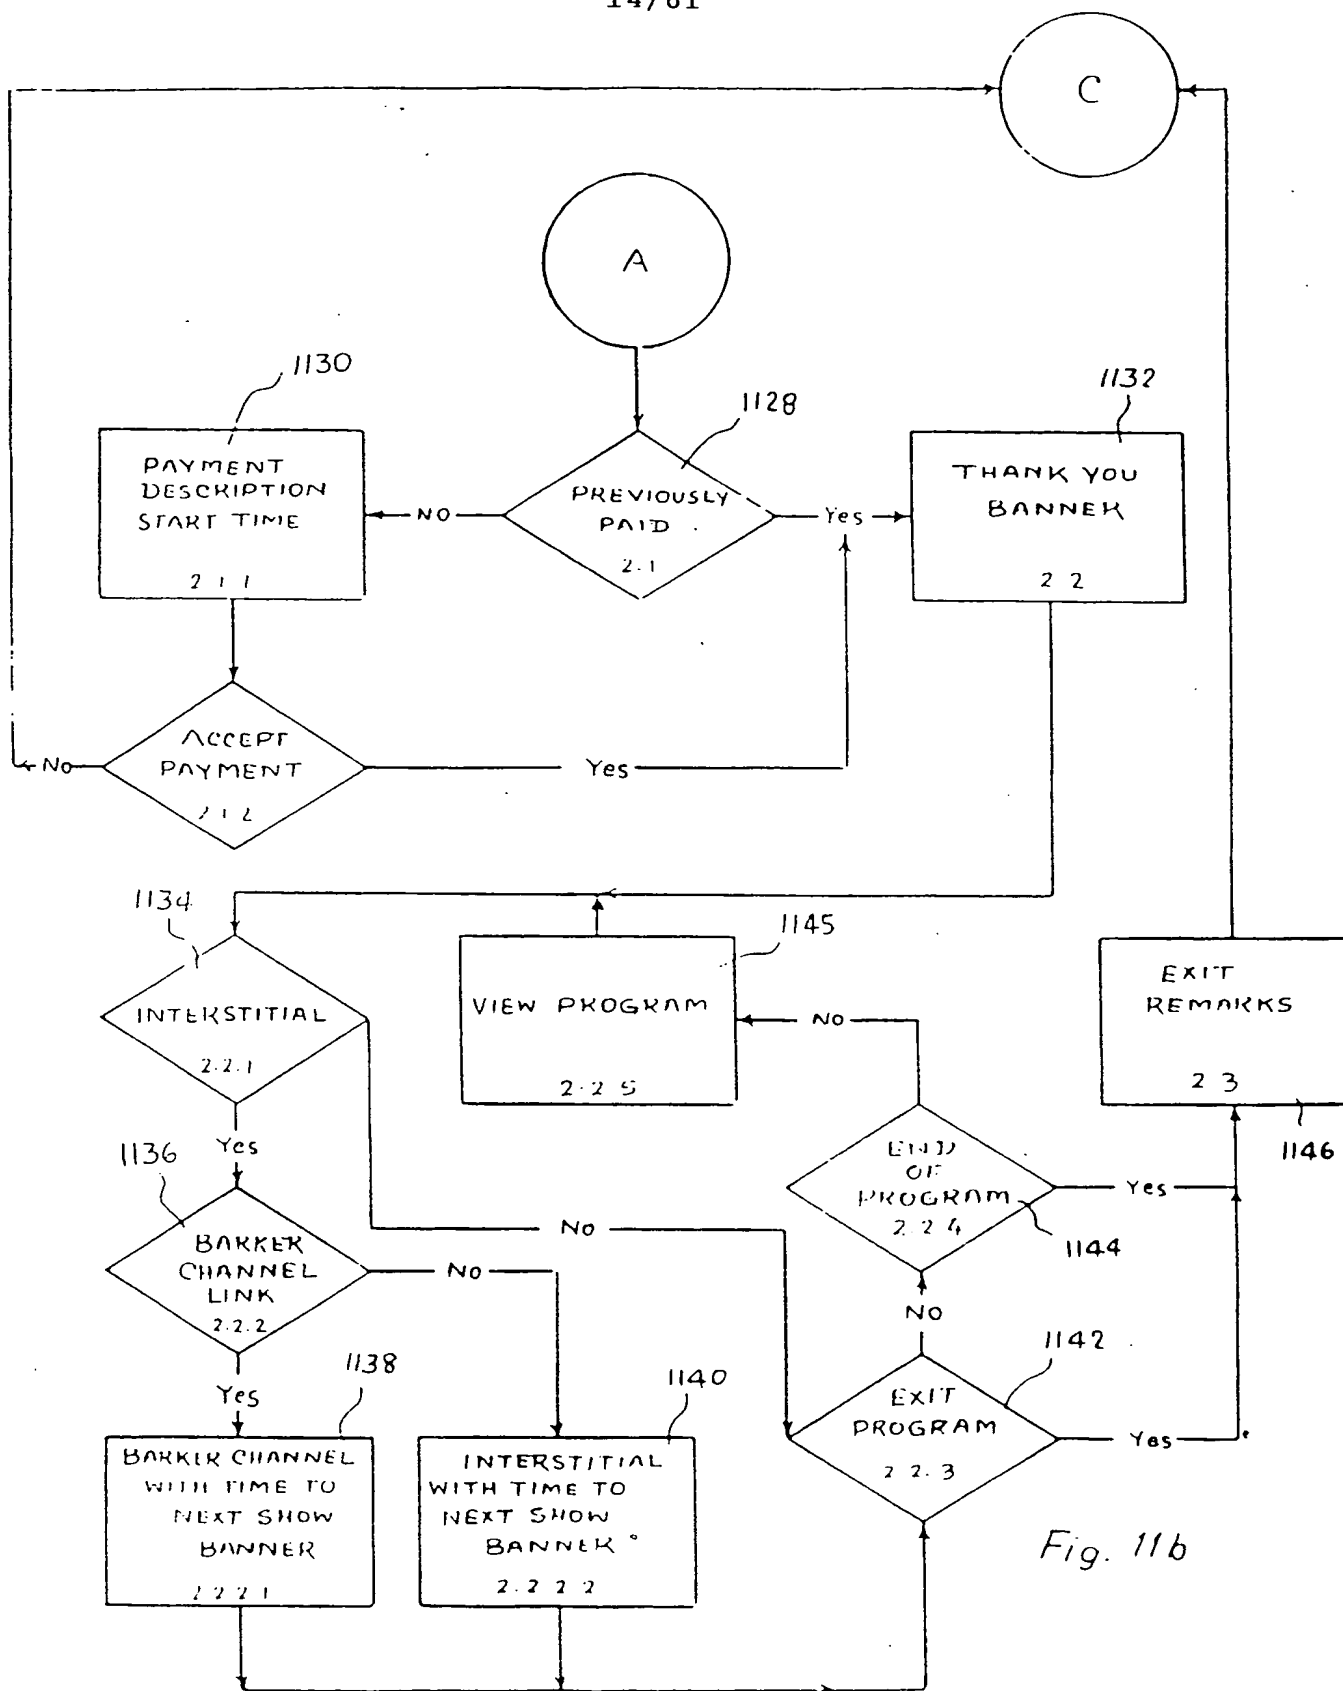 14/61
C
A
1130
1128
1132
PAYMENT
DESCRIPTION
START TIME
2 1 1
NO
PREVIOUSLY
PAID
2.1
Yes
THANK YOU
BANNER
2 2
ACCEPT
PAYMENT
2 1 2
No
Yes
1134
INTERSTITIAL
2.2.1
1145
VIEW PROGRAM
2.2 5
NO
EXIT
REMARKS
2 3
1146
Yes
1136
BARKER
CHANNEL
LINK
2.2.2
No
NO
END
OF
PROGRAM
2.2 4
Yes
1144
NO
Yes
1138
1140
1142
BARKER CHANNEL
WITH TIME TO
NEXT SHOW
BANNER
2 2 2 1
INTERSTITIAL
WITH TIME TO
NEXT SHOW
BANNER
2.2 2 2
EXIT
PROGRAM
2 2.3
Yes
Fig. 11b